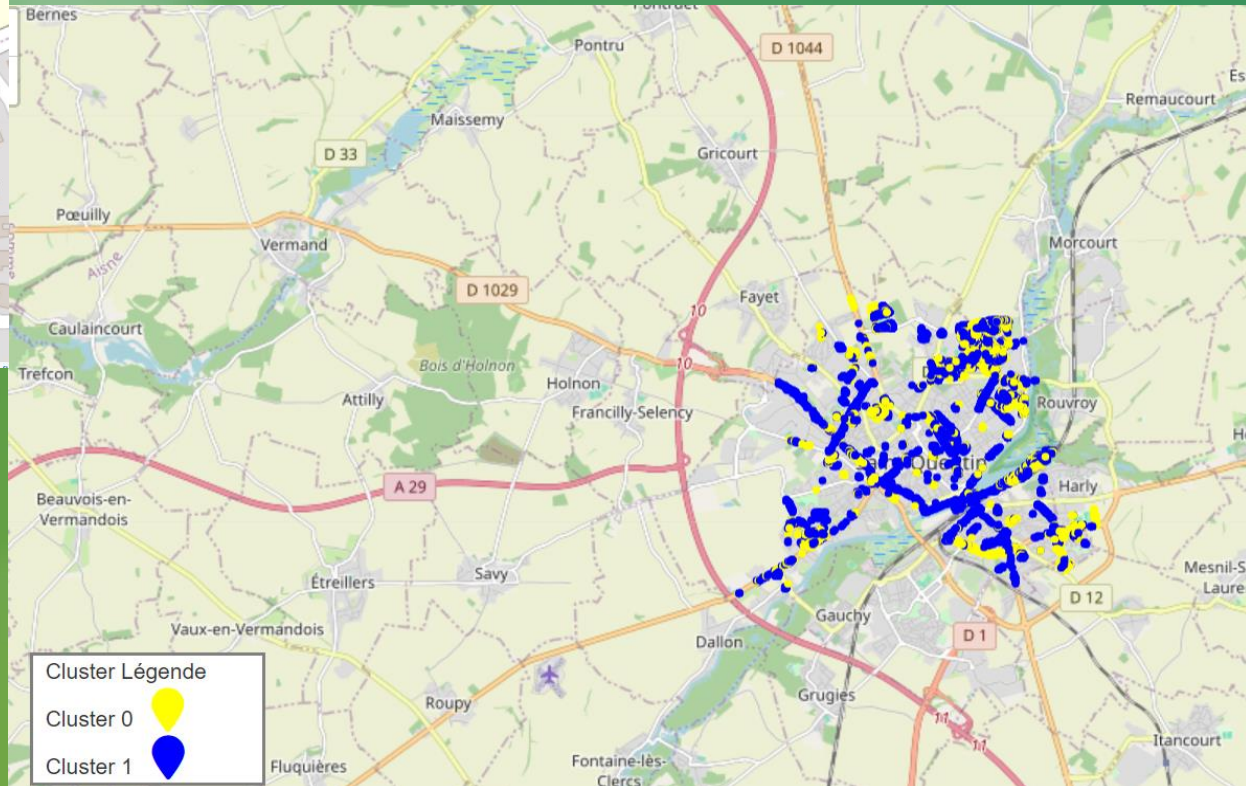 Bernes
Pontru
D 1044
Remaucourt
Maissemy
D 33
Gricourt
Pœuilly
Vermand
Morcourt
Aisne
D 1029
Fayet
10
Caulaincourt
Trefcon
Bois d'Holnon
10
Holnon
Attilly
Francilly-Selency
Rouvroy
A 29
Harly
Beauvois-en-
Vermandois
Étreillers
Savy
Mesnil-S
Laure
D 12
Gauchy
Vaux-en-Vermandois
Dallon
D 1
Cluster Légende
Cluster 0
Cluster 1
Roupy
Grugies
11
11
Itancourt
Fluquières
Fontaine-lès-
Clercs